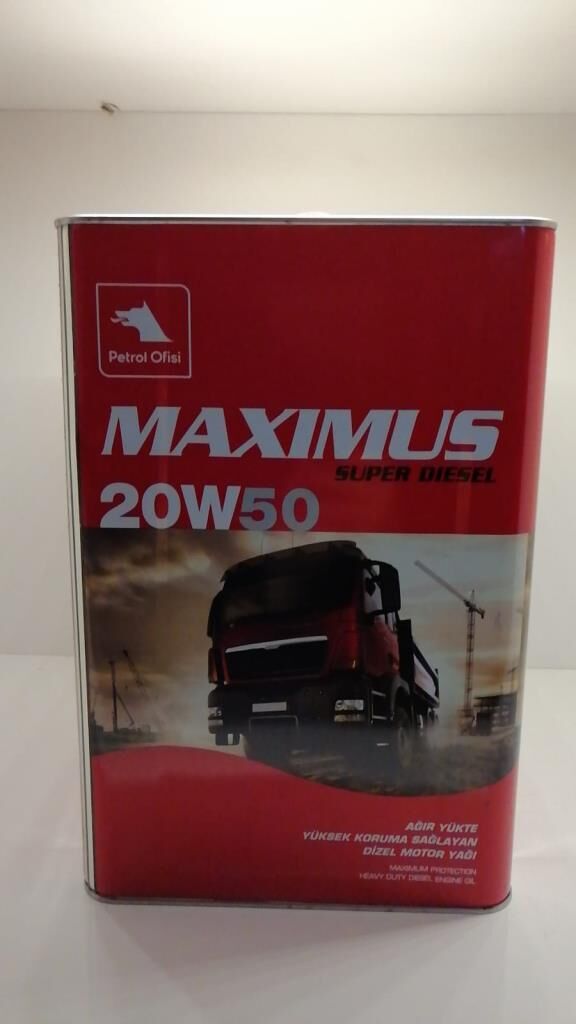 Petrol Ofisi
MAXIMUS
SUPER DIESEL
20W50
AĞIR YÜKTE
YÜKSEK KORUMA SAĞLAYAN
DİZEL MOTOR YAĞI
MAXIMUM PROTECTION
HEAVY DUTY DIESEL ENGINE OIL